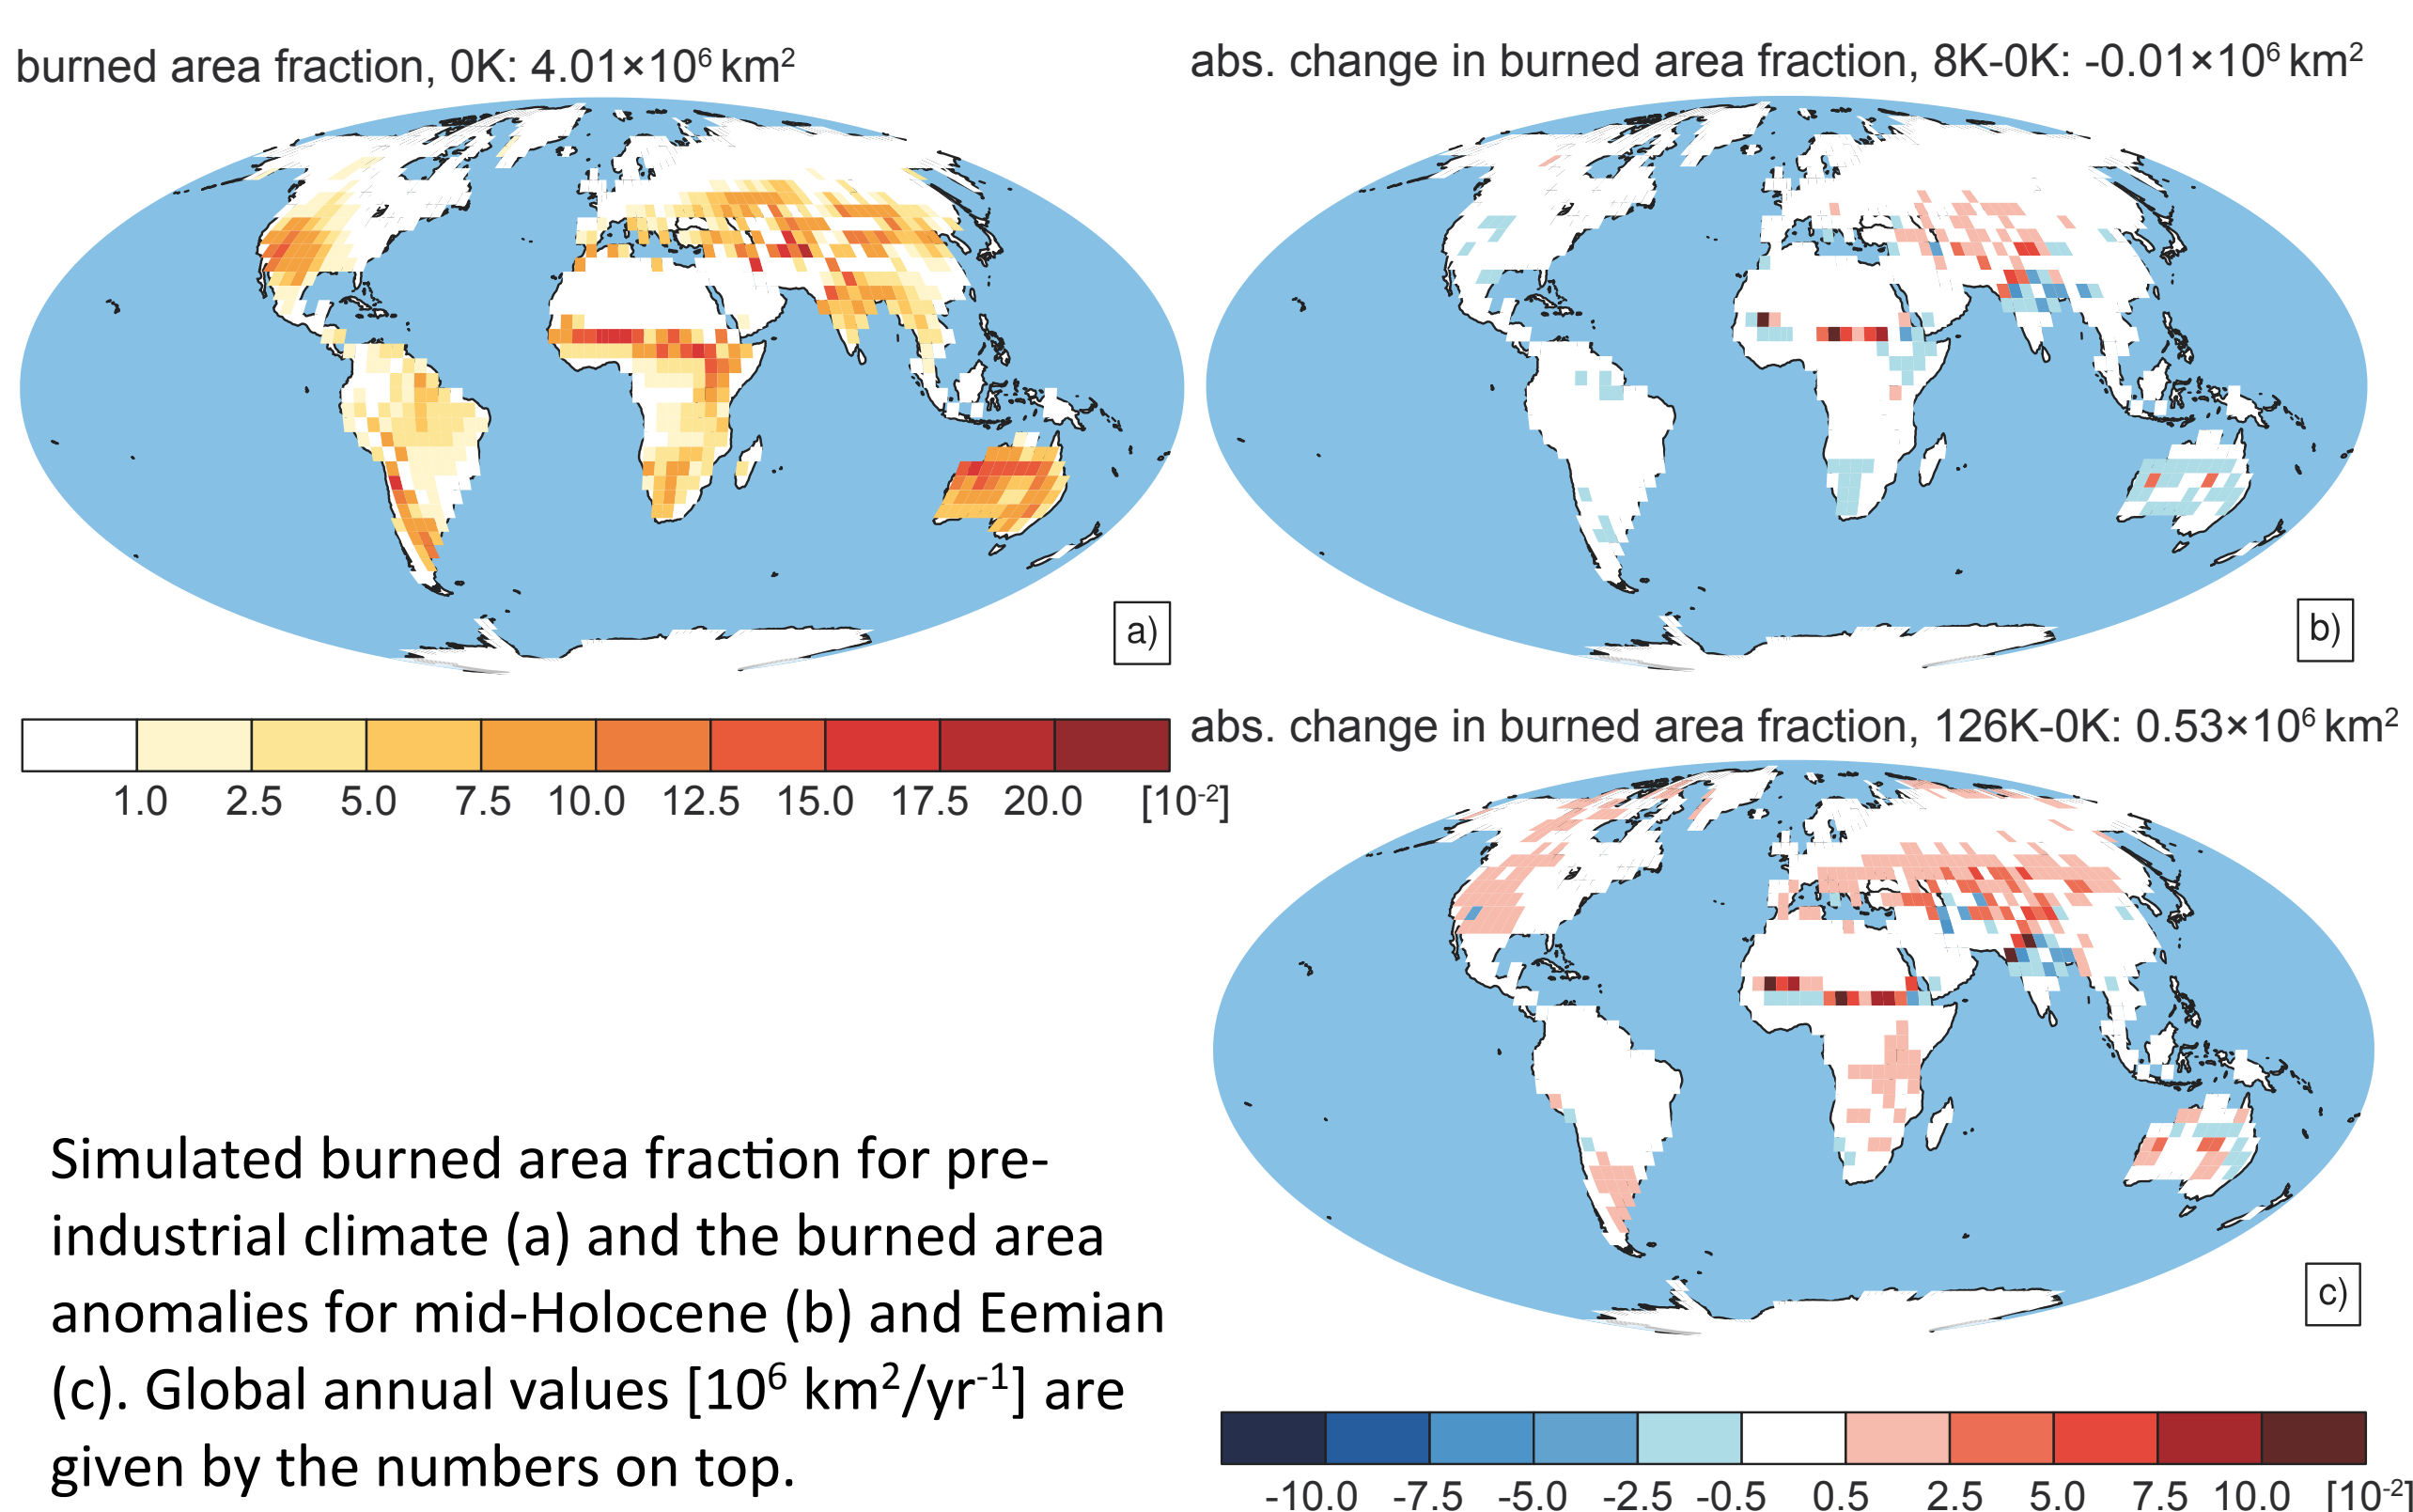 burned area fraction, 0K: 4.01×10⁶ km²
abs. change in burned area fraction, 8K-0K: -0.01×10⁶ km²
a)
b)
1.0 2.5 5.0 7.5 10.0 12.5 15.0 17.5 20.0 [10⁻²]
abs. change in burned area fraction, 126K-0K: 0.53×10⁶ km²
c)
-10.0 -7.5 -5.0 -2.5 -0.5 0.5 2.5 5.0 7.5 10.0 [10⁻²]
Simulated burned area fraction for pre-
industrial climate (a) and the burned area
anomalies for mid-Holocene (b) and Eemian
(c). Global annual values [10⁶ km²/yr⁻¹] are
given by the numbers on top.